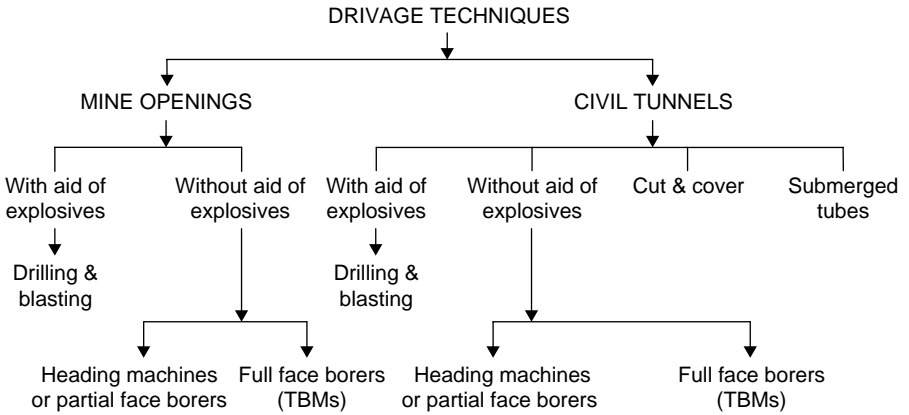 DRIVAGE TECHNIQUES
MINE OPENINGS
CIVIL TUNNELS
With aid of
explosives
Without aid of
explosives
With aid of
explosives
Without aid of
explosives
Cut & cover
Submerged
tubes
Drilling &
blasting
Drilling &
blasting
Heading machines
or partial face borers
Full face borers
(TBMs)
Heading machines
or partial face borers
Full face borers
(TBMs)